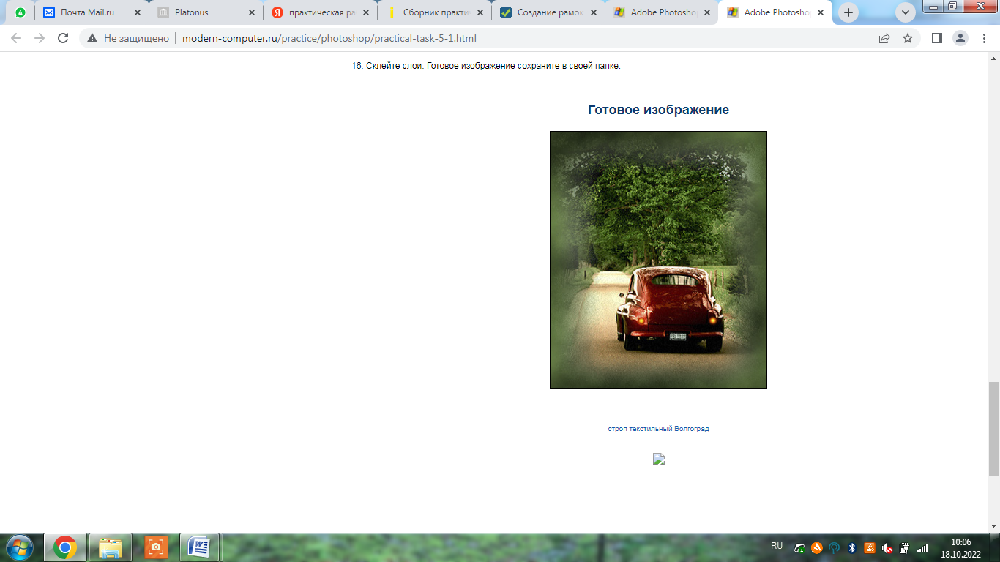 4
Почта Mail.ru
Platonus
практическая ра
Сборник практи
Создание рамок
Adobe Photoshop
Adobe Photoshop
Не защищено
modern-computer.ru/practice/photoshop/practical-task-5-1.html
16. Склейте слои. Готовое изображение сохраните в своей папке.
Готовое изображение
строп текстильный Волгоград
RU
10:06
18.10.2022